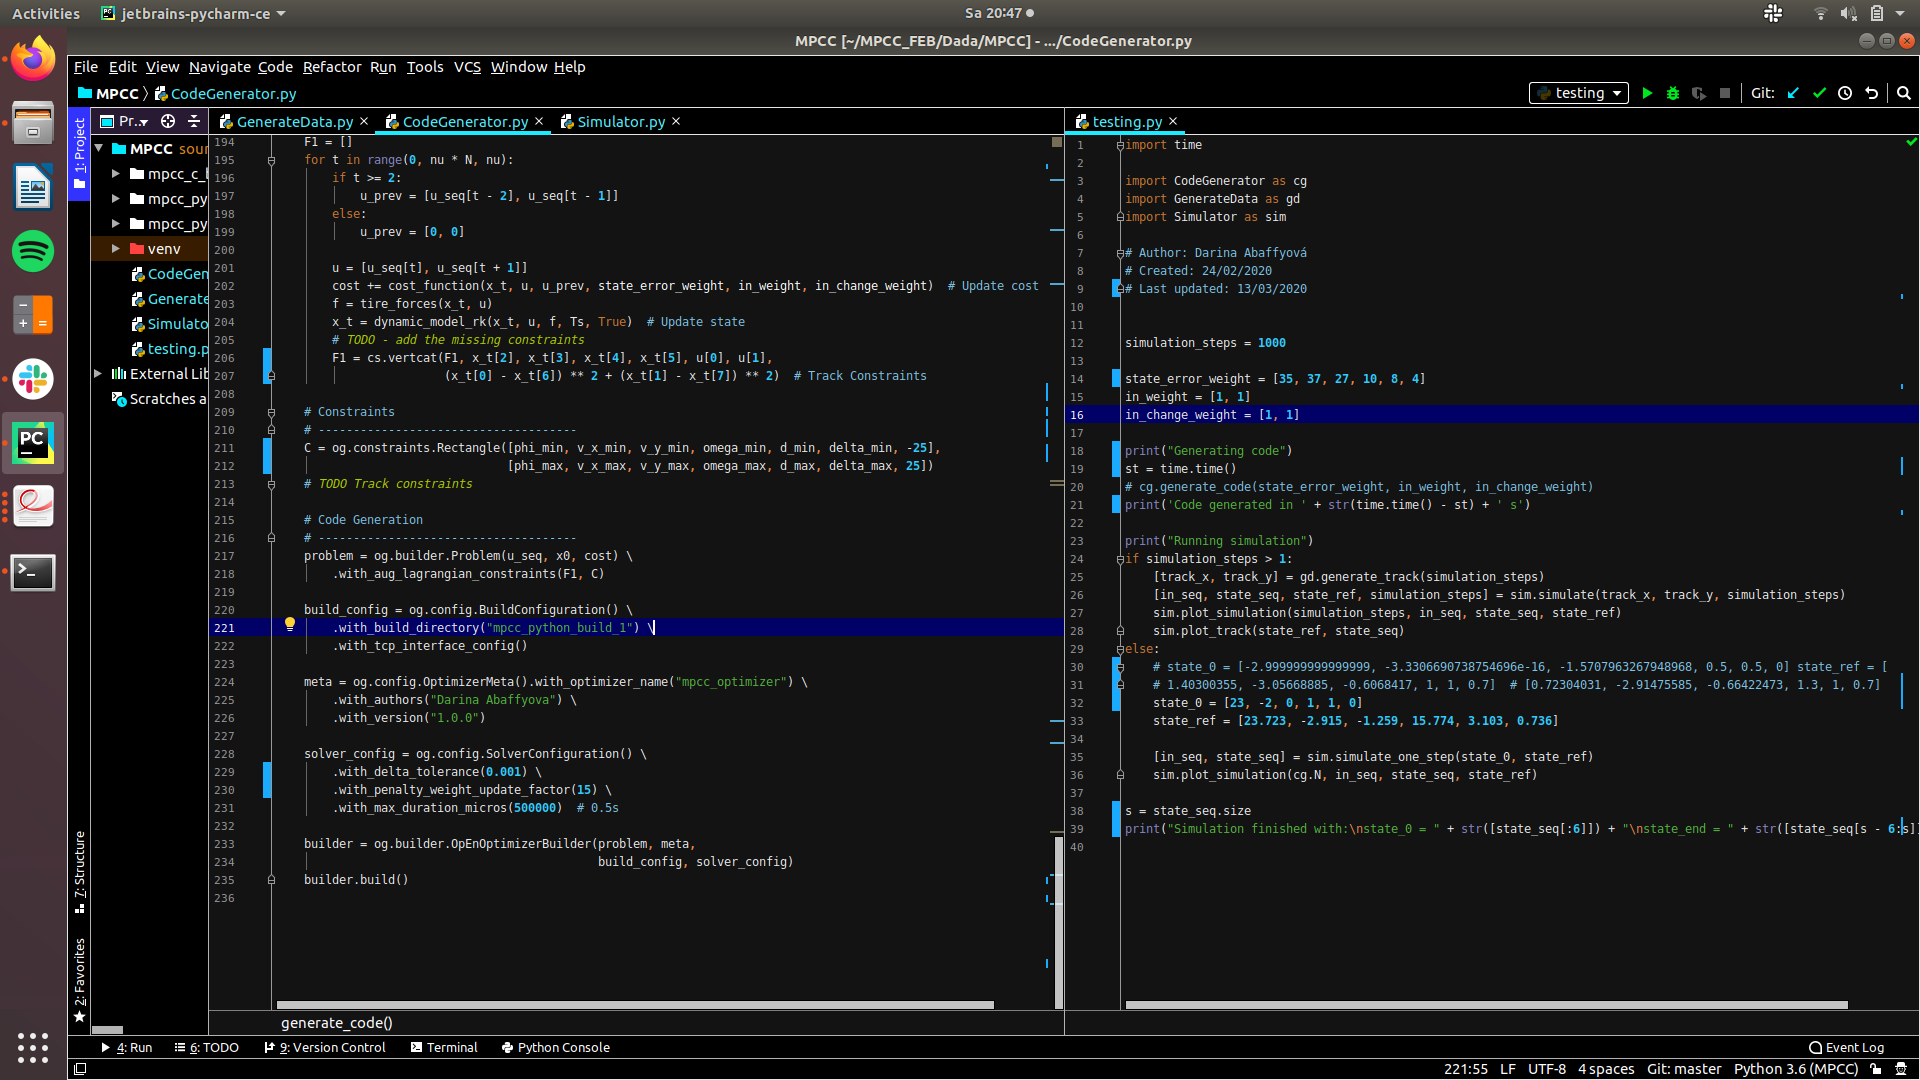 Activities
jetbrains-pycharm-ce
Sa 20:47
MPCC [~/MPCC_FEB/Dada/MPCC] - .../CodeGenerator.py
File Edit View Navigate Code Refactor Run Tools VCS Window Help
MPCC CodeGenerator.py
testing
Git:
1: Project
7: Structure
2: Favorites
Pr...
MPCC sour
mpcc_c_b
mpcc_py
mpcc_py
venv
CodeGen
Generate
Simulato
testing.p
External Lib
Scratches a
GenerateData.py
CodeGenerator.py
Simulator.py
194 F1 = []
195 for t in range(0, nu * N, nu):
196 if t >= 2:
197 u_prev = [u_seq[t - 2], u_seq[t - 1]]
198 else:
199 u_prev = [0, 0]
200
201 u = [u_seq[t], u_seq[t + 1]]
202 cost += cost_function(x_t, u, u_prev, state_error_weight, in_weight, in_change_weight)  # Update cost
203 f = tire_forces(x_t, u)
204 x_t = dynamic_model_rk(x_t, u, f, Ts, True)  # Update state
205 # TODO - add the missing constraints
206 F1 = cs.vertcat(F1, x_t[2], x_t[3], x_t[4], x_t[5], u[0], u[1],
207 (x_t[0] - x_t[6]) ** 2 + (x_t[1] - x_t[7]) ** 2)  # Track Constraints
208
209 # Constraints
210 # -------------------------------------
211 C = og.constraints.Rectangle([phi_min, v_x_min, v_y_min, omega_min, d_min, delta_min, -25],
212 [phi_max, v_x_max, v_y_max, omega_max, d_max, delta_max, 25])
213 # TODO Track constraints
214
215 # Code Generation
216 # -------------------------------------
217 problem = og.builder.Problem(u_seq, x0, cost) \
218 .with_aug_lagrangian_constraints(F1, C)
219
220 build_config = og.config.BuildConfiguration() \
221 .with_build_directory("mpcc_python_build_1") \
222 .with_tcp_interface_config()
223
224 meta = og.config.OptimizerMeta().with_optimizer_name("mpcc_optimizer") \
225 .with_authors("Darina Abaffyova") \
226 .with_version("1.0.0")
227
228 solver_config = og.config.SolverConfiguration() \
229 .with_delta_tolerance(0.001) \
230 .with_penalty_weight_update_factor(15) \
231 .with_max_duration_micros(500000)  # 0.5s
232
233 builder = og.builder.OpEnOptimizerBuilder(problem, meta,
234 build_config, solver_config)
235 builder.build()
236
generate_code()
testing.py
1 import time
2
3 import CodeGenerator as cg
4 import GenerateData as gd
5 import Simulator as sim
6
7 # Author: Darina Abaffyová
8 # Created: 24/02/2020
9 # Last updated: 13/03/2020
10
11
12 simulation_steps = 1000
13
14 state_error_weight = [35, 37, 27, 10, 8, 4]
15 in_weight = [1, 1]
16 in_change_weight = [1, 1]
17
18 print("Generating code")
19 st = time.time()
20 # cg.generate_code(state_error_weight, in_weight, in_change_weight)
21 print('Code generated in ' + str(time.time() - st) + ' s')
22
23 print("Running simulation")
24 if simulation_steps > 1:
25 [track_x, track_y] = gd.generate_track(simulation_steps)
26 [in_seq, state_seq, state_ref, simulation_steps] = sim.simulate(track_x, track_y, simulation_steps)
27 sim.plot_simulation(simulation_steps, in_seq, state_seq, state_ref)
28 sim.plot_track(state_ref, state_seq)
29 else:
30 # state_0 = [-2.999999999999999, -3.3306690738754696e-16, -1.5707963267948968, 0.5, 0.5, 0] state_ref = [
31 # 1.40300355, -3.05668885, -0.6068417, 1, 1, 0.7]  # [0.72304031, -2.91475585, -0.66422473, 1.3, 1, 0.7]
32 state_0 = [23, -2, 0, 1, 1, 0]
33 state_ref = [23.723, -2.915, -1.259, 15.774, 3.103, 0.736]
34
35 [in_seq, state_seq] = sim.simulate_one_step(state_0, state_ref)
36 sim.plot_simulation(cg.N, in_seq, state_seq, state_ref)
37
38 s = state_seq.size
39 print("Simulation finished with:\nstate_0 = " + str([state_seq[:6]]) + "\nstate_end = " + str([state_seq[s - 6:s]
40
4: Run 6: TODO 9: Version Control Terminal Python Console Event Log
221:55 LF UTF-8 4 spaces Git: master Python 3.6 (MPCC)